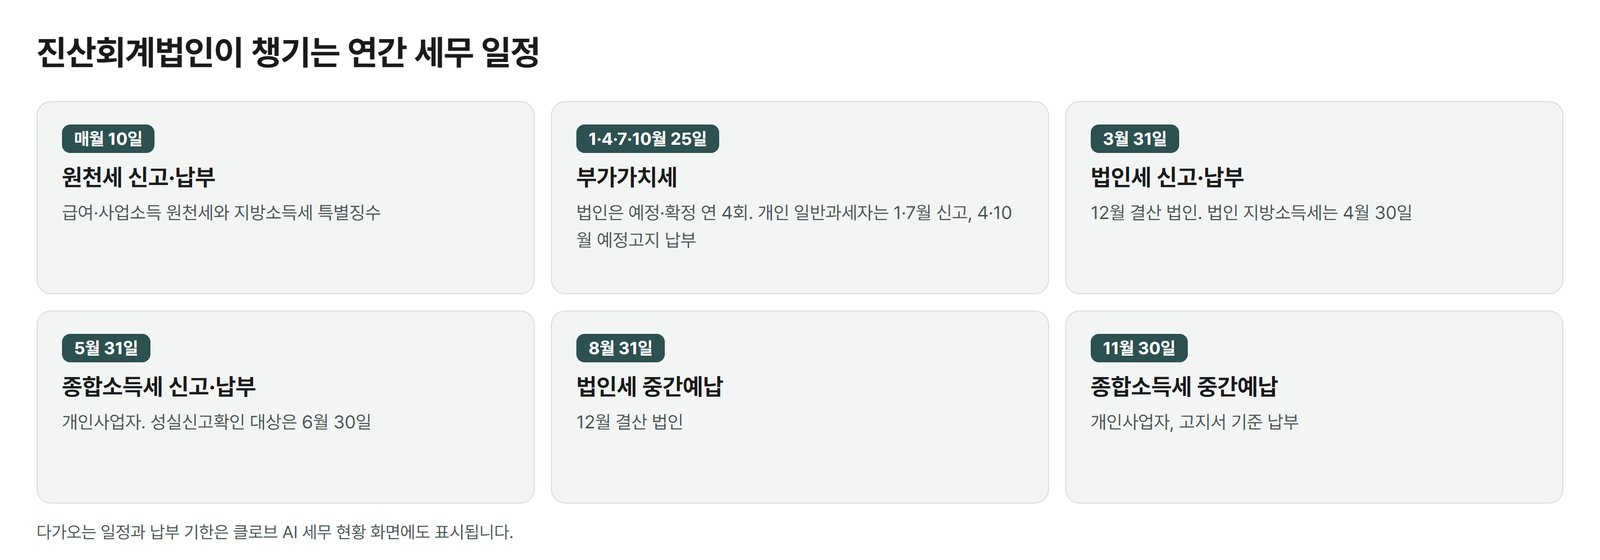 진산회계법인이 챙기는 연간 세무 일정
매월 10일
원천세 신고·납부
급여·사업소득 원천세와 지방소득세 특별징수
1·4·7·10월 25일
부가가치세
법인은 예정·확정 연 4회. 개인 일반과세자는 1·7월 신고, 4·10
월 예정고지 납부
3월 31일
법인세 신고·납부
12월 결산 법인. 법인 지방소득세는 4월 30일
5월 31일
종합소득세 신고·납부
개인사업자. 성실신고확인 대상은 6월 30일
8월 31일
법인세 중간예납
12월 결산 법인
11월 30일
종합소득세 중간예납
개인사업자, 고지서 기준 납부
다가오는 일정과 납부 기한은 클로브 AI 세무 현황 화면에도 표시됩니다.